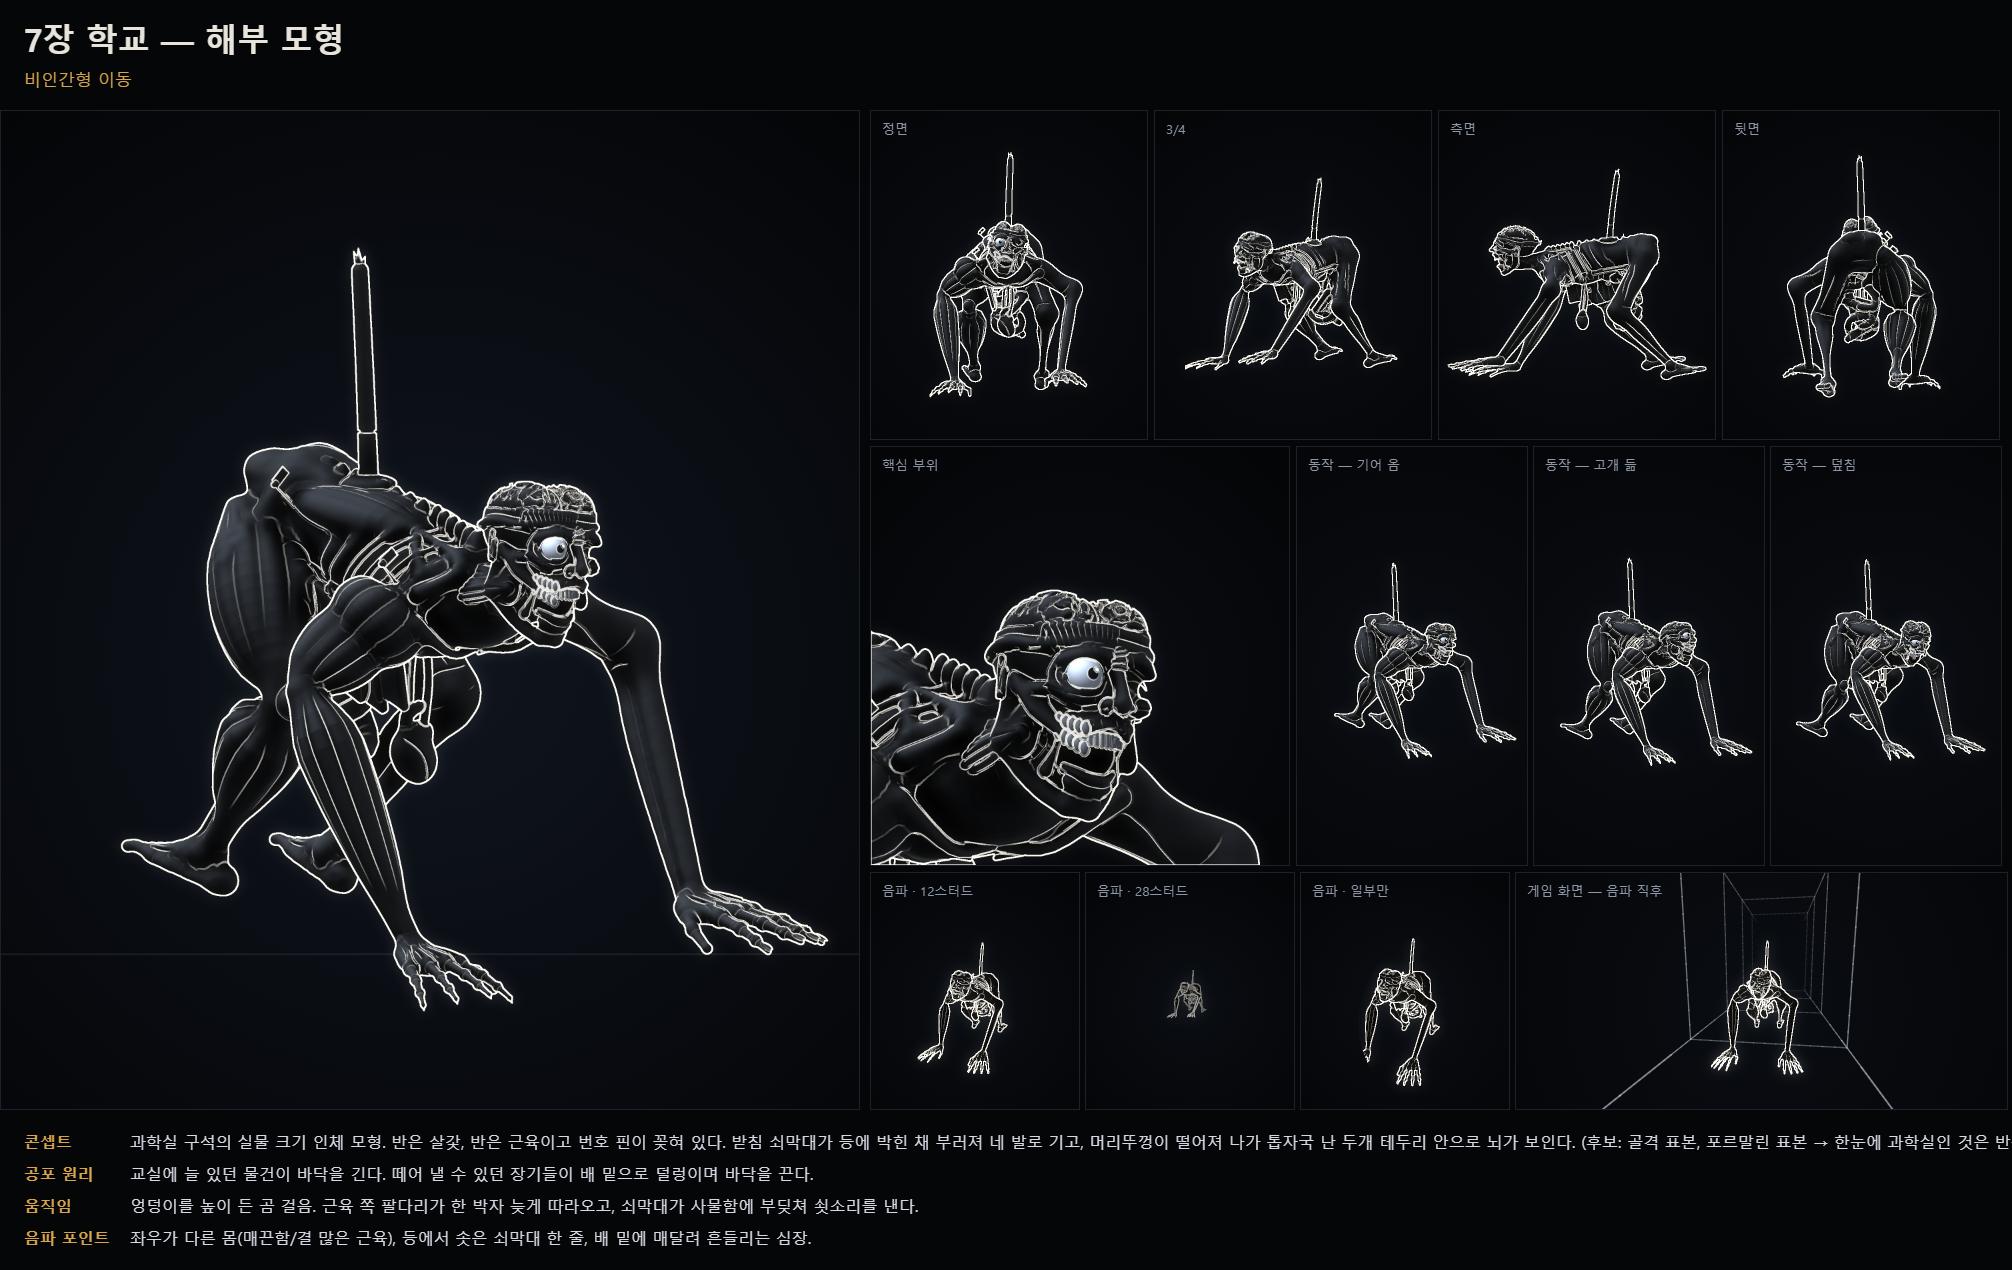 7장 학교 — 해부 모형
비인간형 이동
정면
3/4
측면
뒷면
핵심 부위
동작 — 기어 옴
동작 — 고개 듦
동작 — 덮침
음파 · 12스터드
음파 · 28스터드
음파 · 일부만
게임 화면 — 음파 직후
콘셉트 과학실 구석의 실물 크기 인체 모형. 반은 살갗, 반은 근육이고 번호 핀이 꽂혀 있다. 받침 쇠막대가 등에 박힌 채 부러져 네 발로 기고, 머리뚜껑이 떨어져 나가 톱자국 난 두개 테두리 안으로 뇌가 보인다. (후보: 골격 표본, 포르말린 표본 → 한눈에 과학실인 것은 반
공포 원리 교실에 늘 있던 물건이 바닥을 긴다. 떼어 낼 수 있던 장기들이 배 밑으로 덜렁이며 바닥을 끈다.
움직임 엉덩이를 높이 든 곰 걸음. 근육 쪽 팔다리가 한 박자 늦게 따라오고, 쇠막대가 사물함에 부딪쳐 쇳소리를 낸다.
음파 포인트 좌우가 다른 몸(매끈함/결 많은 근육), 등에서 솟은 쇠막대 한 줄, 배 밑에 매달려 흔들리는 심장.